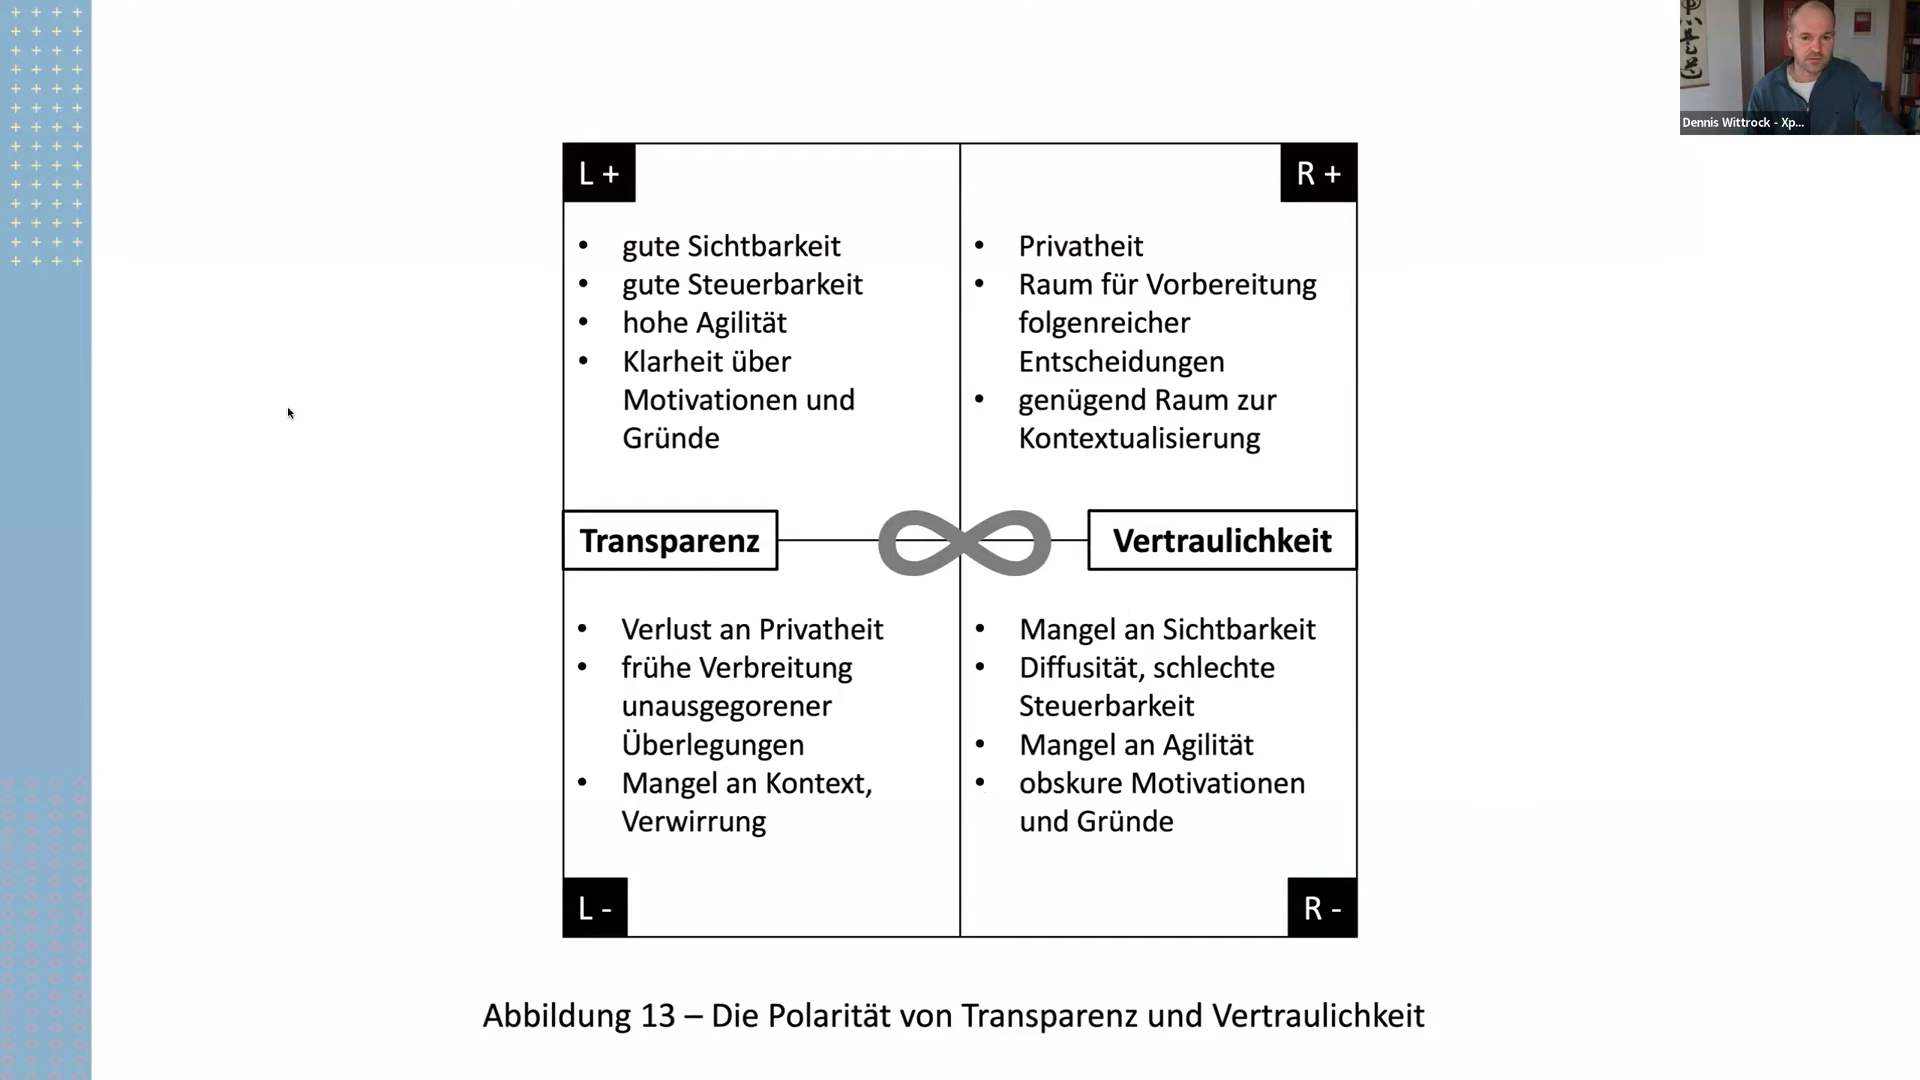 Dennis Wittrock - Xp...
L +
R +
• gute Sichtbarkeit
• gute Steuerbarkeit
• hohe Agilität
• Klarheit über
Motivationen und
Gründe
• Privatheit
• Raum für Vorbereitung
folgenreicher
Entscheidungen
• genügend Raum zur
Kontextualisierung
Transparenz
Vertraulichkeit
• Verlust an Privatheit
• frühe Verbreitung
unausgegorener
Überlegungen
• Mangel an Kontext,
Verwirrung
• Mangel an Sichtbarkeit
• Diffusität, schlechte
Steuerbarkeit
• Mangel an Agilität
• obskure Motivationen
und Gründe
L -
R -
Abbildung 13 – Die Polarität von Transparenz und Vertraulichkeit